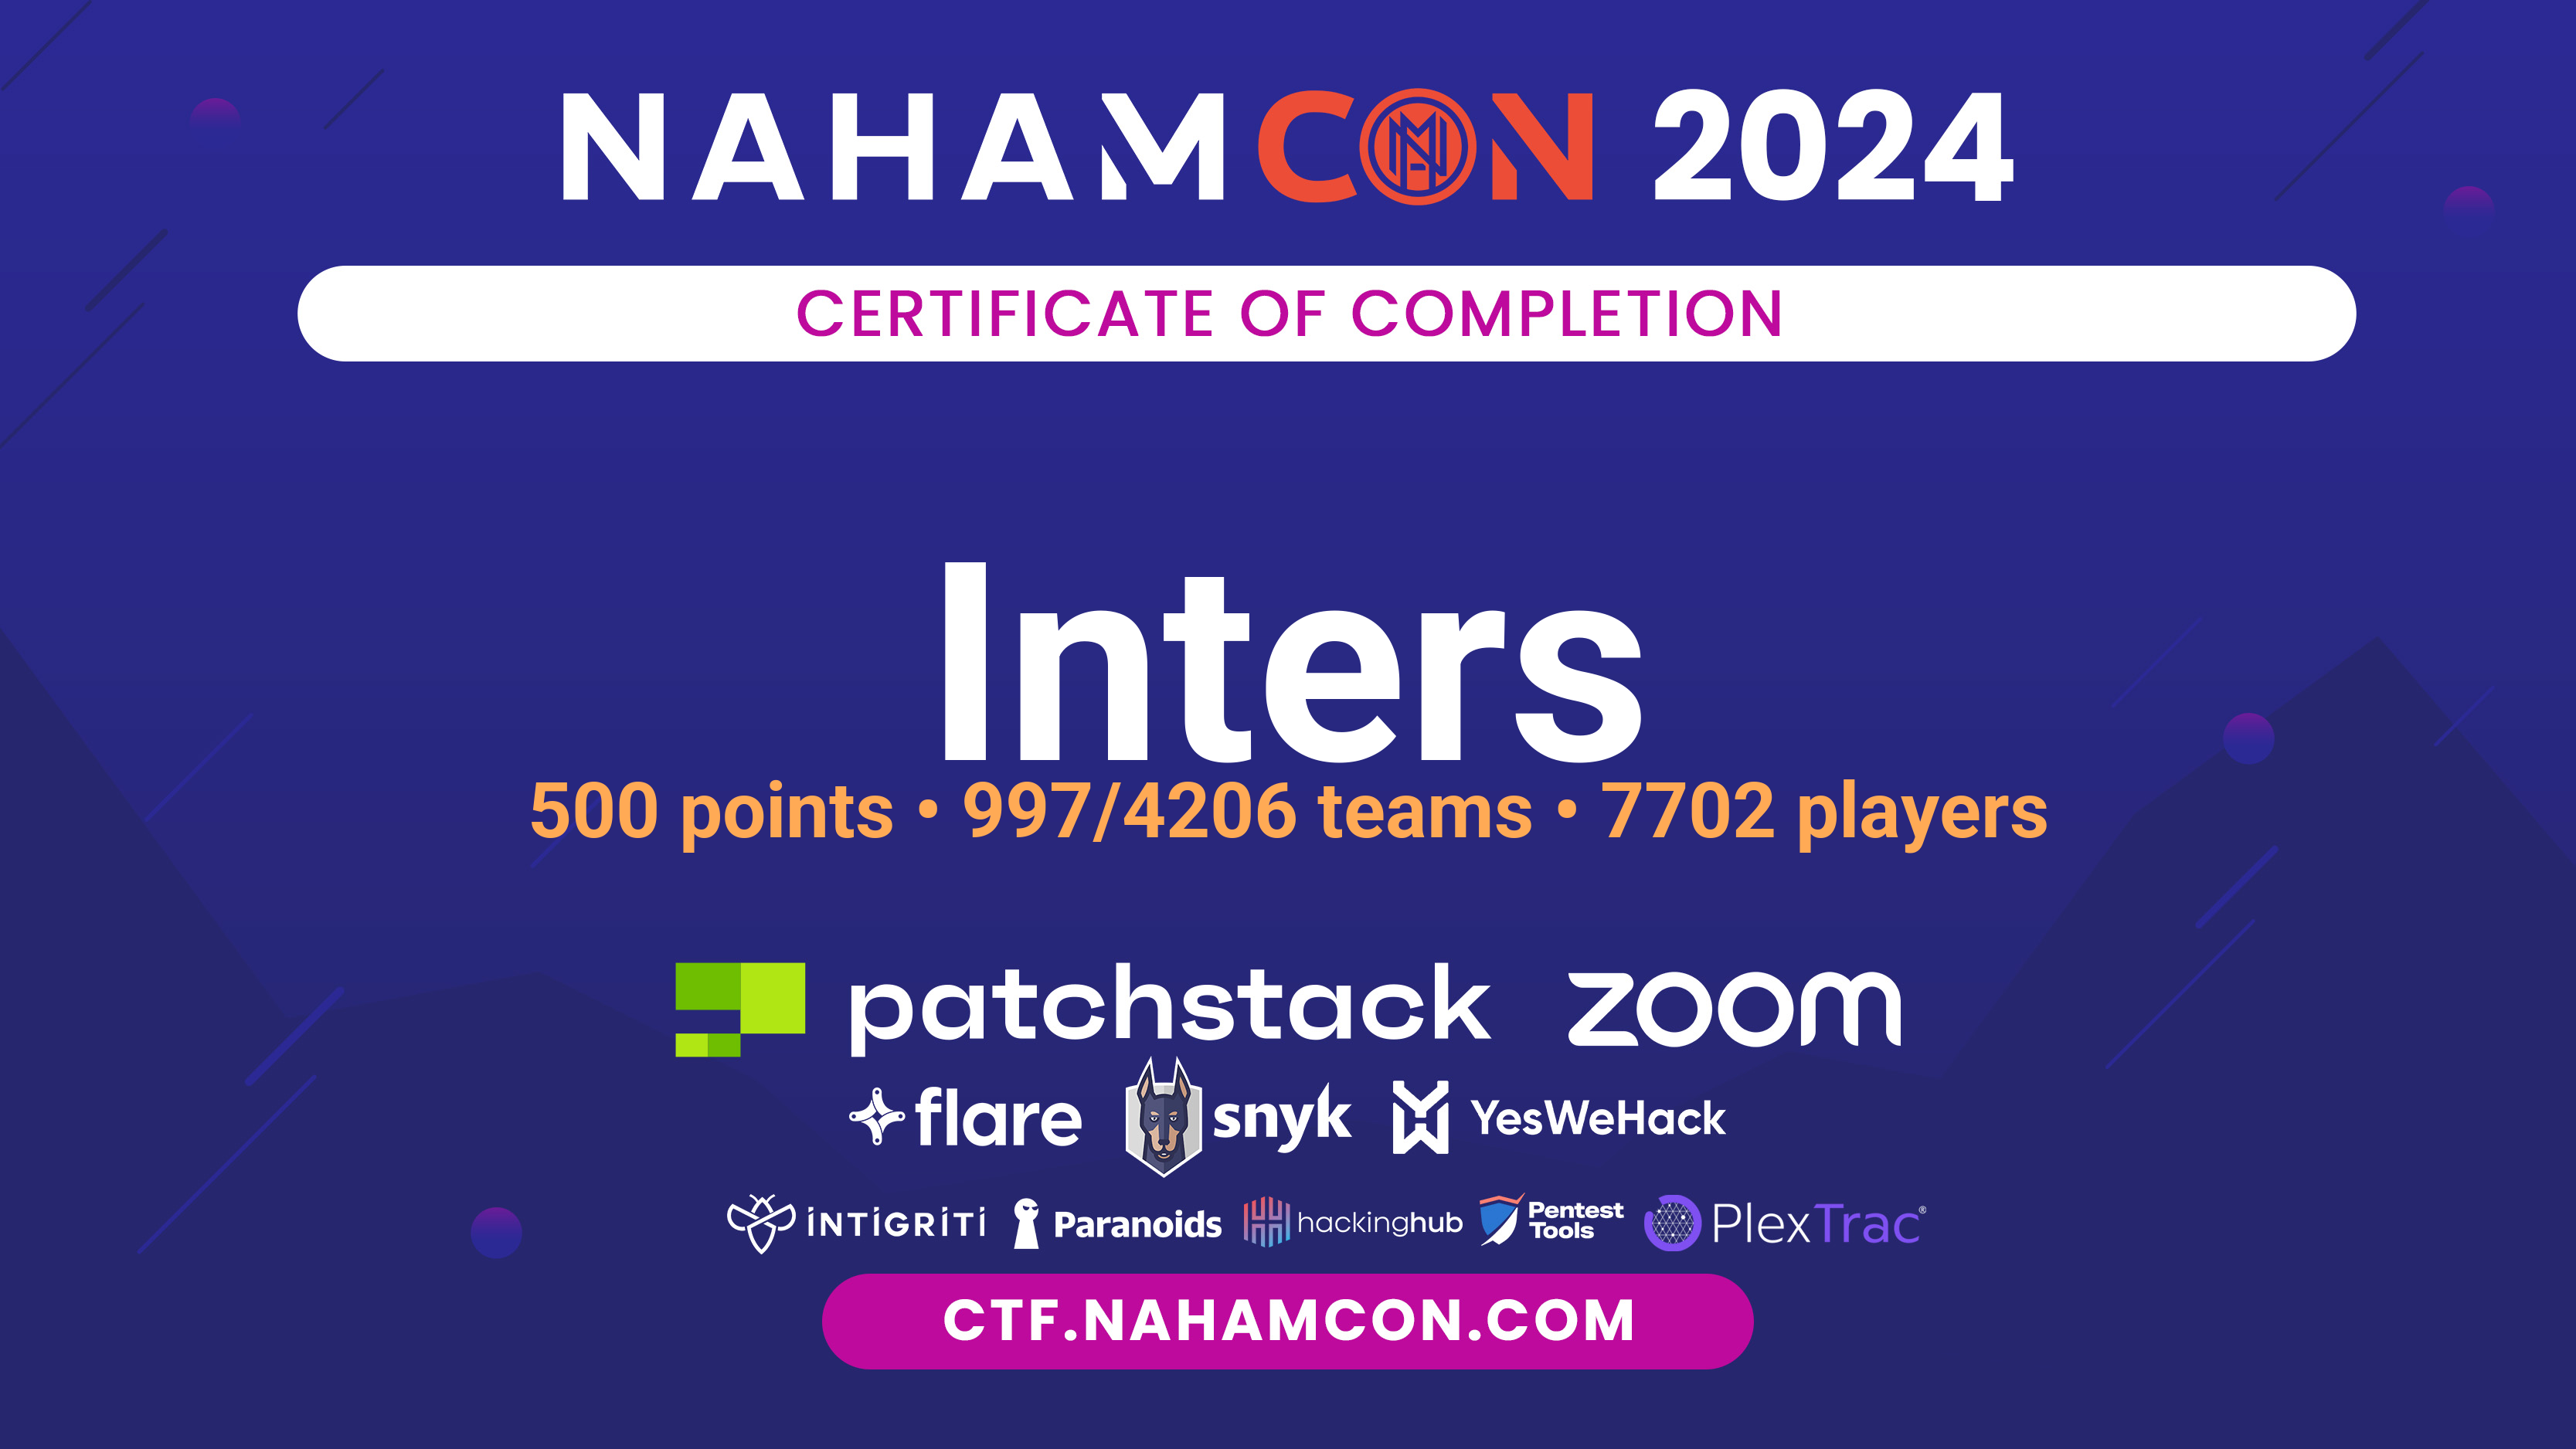 NAHAMCON 2024
CERTIFICATE OF COMPLETION
Inters
500 points • 997/4206 teams • 7702 players
patchstack zoom
flare snyk YesWeHack
INTIGRITI Paranoids hackinghub Pentest Tools PlexTrac®
CTF.NAHAMCON.COM